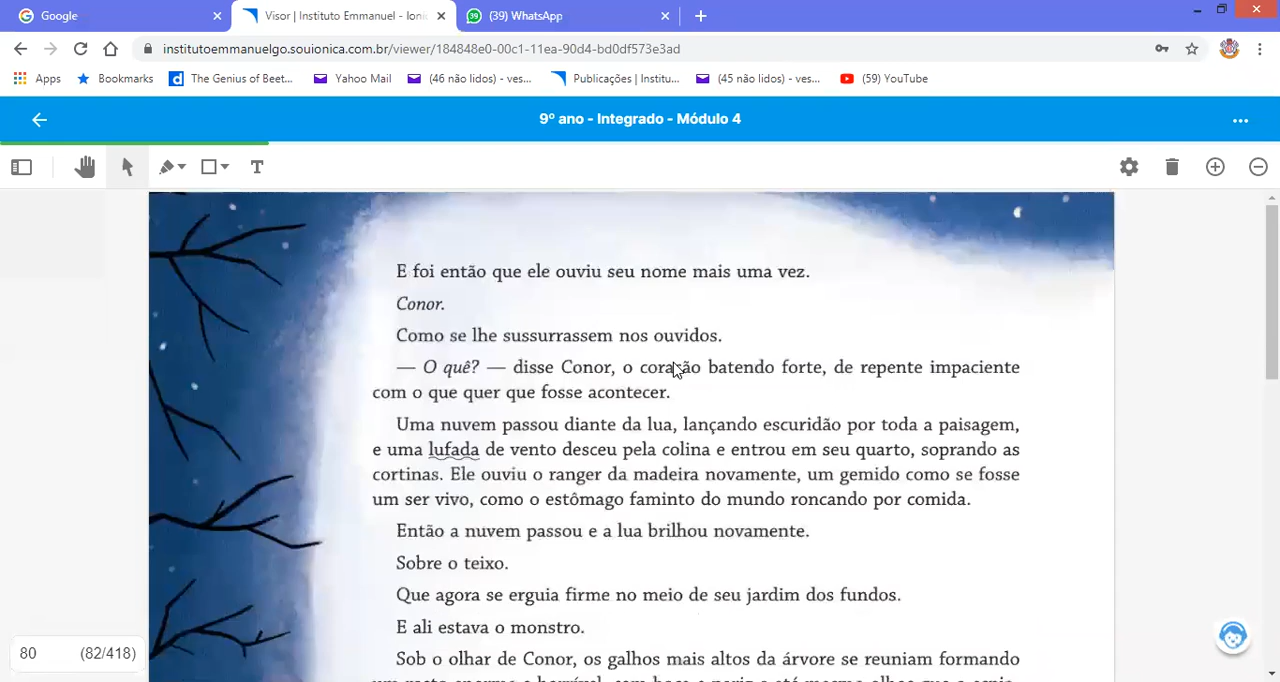 Google
Visor | Instituto Emmanuel - Ioni
(39) WhatsApp
institutoemmanuelgo.souionica.com.br/viewer/184848e0-00c1-11ea-90d4-bd0df573e3ad
Apps
Bookmarks
The Genius of Beet...
Yahoo Mail
(46 não lidos) - ves...
Publicações | Institu...
(45 não lidos) - ves...
(59) YouTube
9º ano - Integrado - Módulo 4
E foi então que ele ouviu seu nome mais uma vez.
Conor.
Como se lhe sussurrassem nos ouvidos.
— O quê? — disse Conor, o coração batendo forte, de repente impaciente
com o que quer que fosse acontecer.
Uma nuvem passou diante da lua, lançando escuridão por toda a paisagem,
e uma lufada de vento desceu pela colina e entrou em seu quarto, soprando as
cortinas. Ele ouviu o ranger da madeira novamente, um gemido como se fosse
um ser vivo, como o estômago faminto do mundo roncando por comida.
Então a nuvem passou e a lua brilhou novamente.
Sobre o teixo.
Que agora se erguia firme no meio de seu jardim dos fundos.
E ali estava o monstro.
Sob o olhar de Conor, os galhos mais altos da árvore se reuniam formando
80 (82/418)